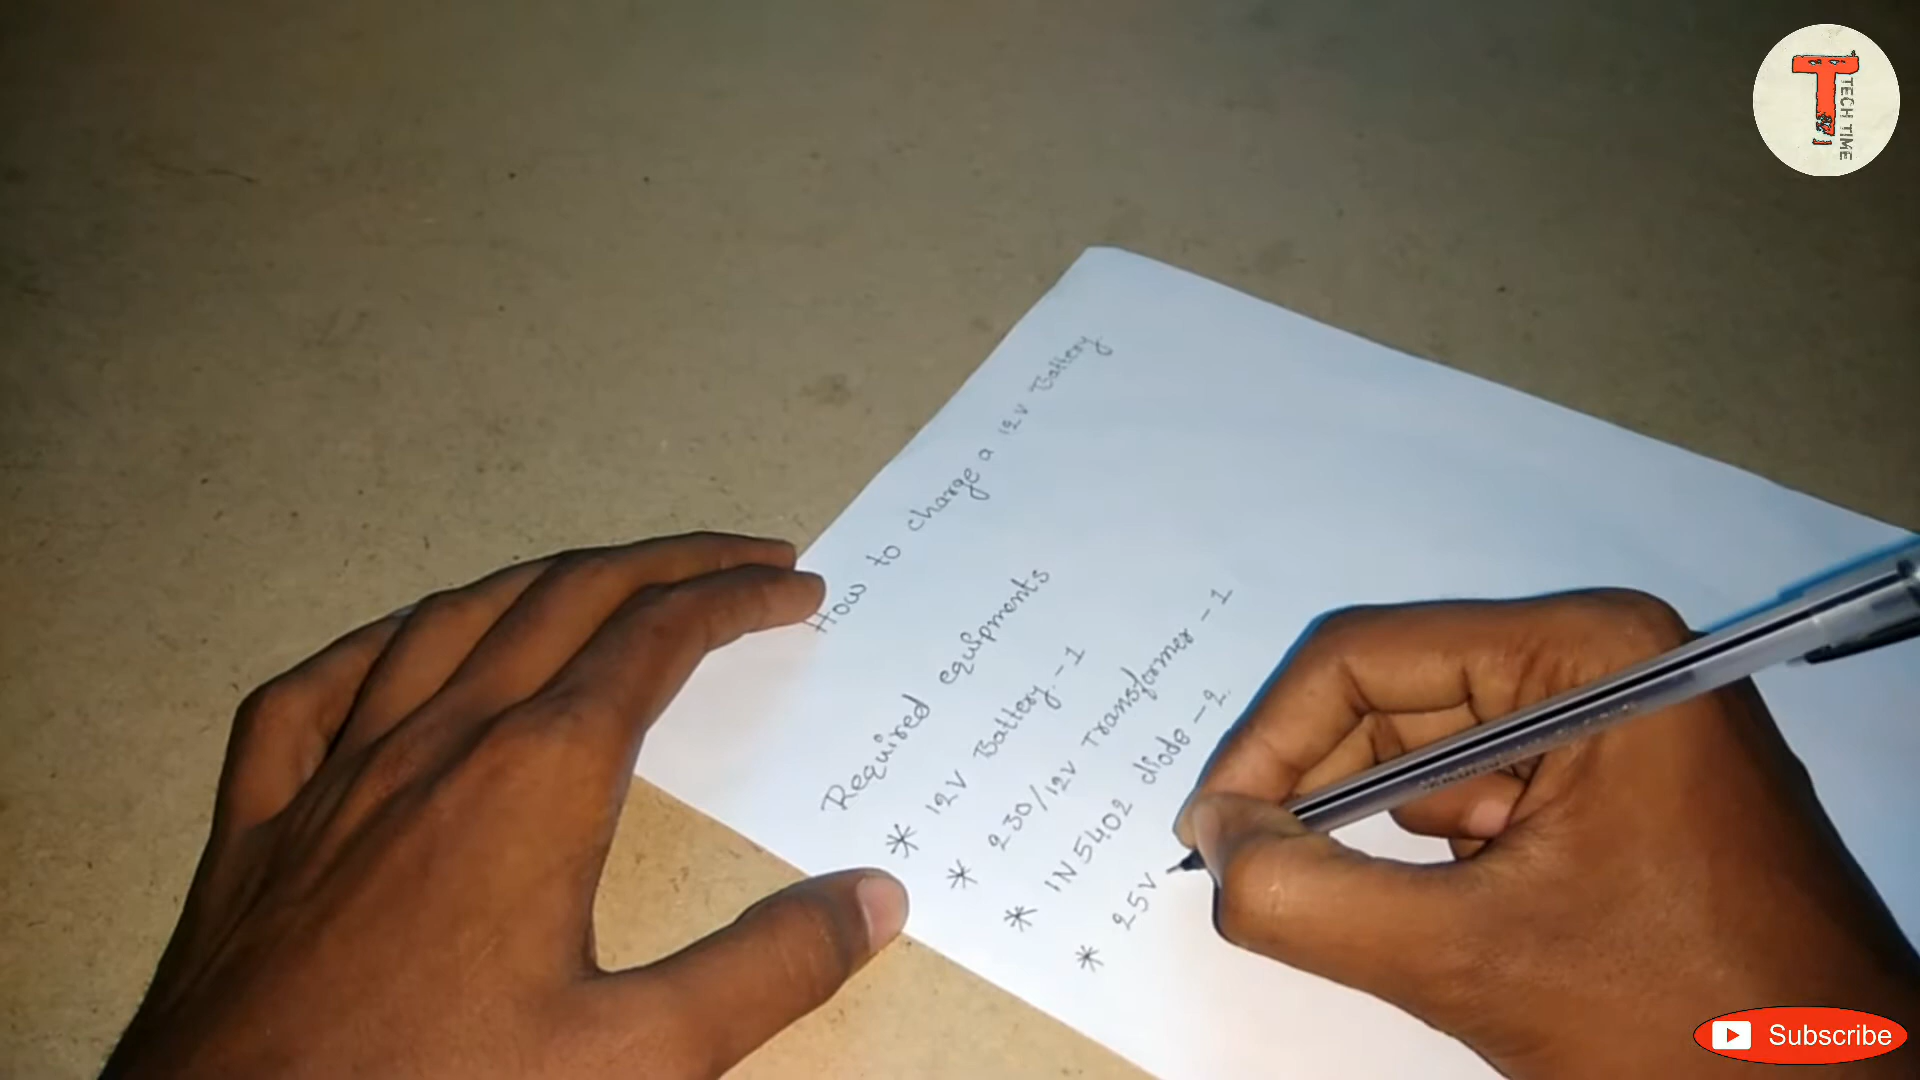 TECH TIME
How to charge a 12V Battery
Required equipments
* 12V Battery - 1
* 230/12V Transformer - 1
* IN5402 diode - 2
* 25V
Subscribe